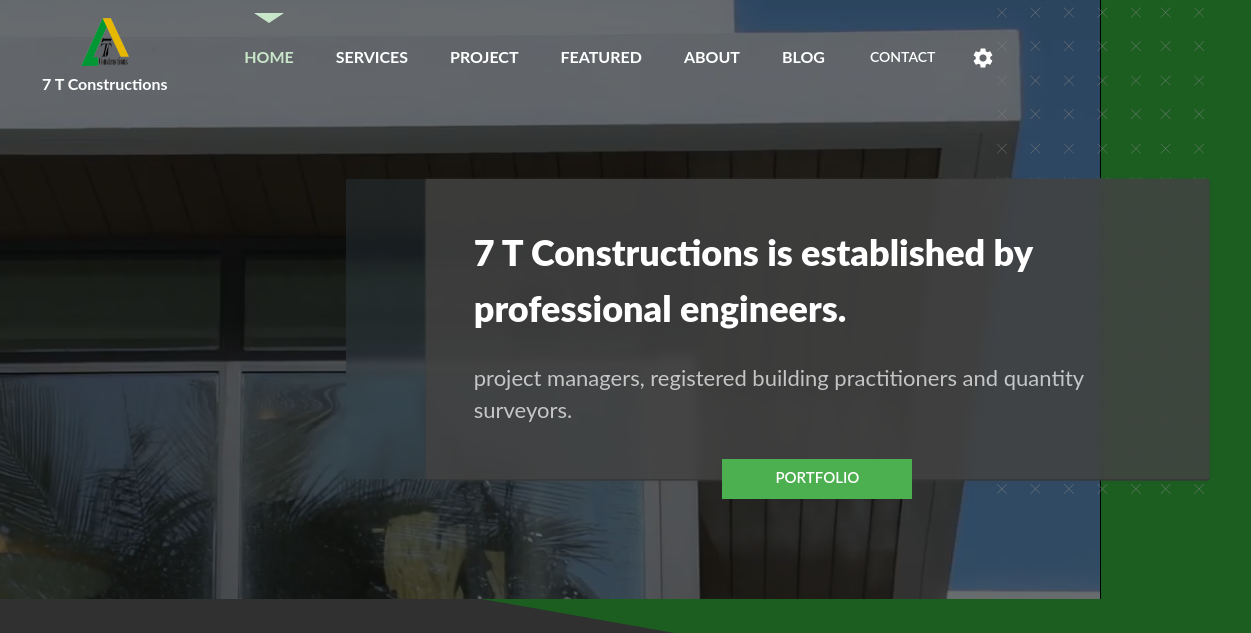 7 T Constructions
HOME
SERVICES
PROJECT
FEATURED
ABOUT
BLOG
CONTACT
7 T Constructions is established by
professional engineers.
project managers, registered building practitioners and quantity
surveyors.
PORTFOLIO